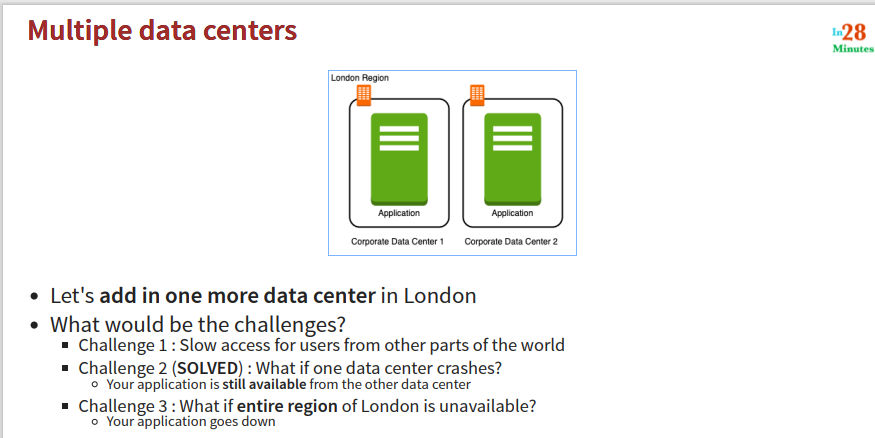 Multiple data centers
In28
Minutes
London Region
Application
Application
Corporate Data Center 1
Corporate Data Center 2
Let's add in one more data center in London
What would be the challenges?
Challenge 1 : Slow access for users from other parts of the world
Challenge 2 (SOLVED) : What if one data center crashes?
Your application is still available from the other data center
Challenge 3 : What if entire region of London is unavailable?
Your application goes down